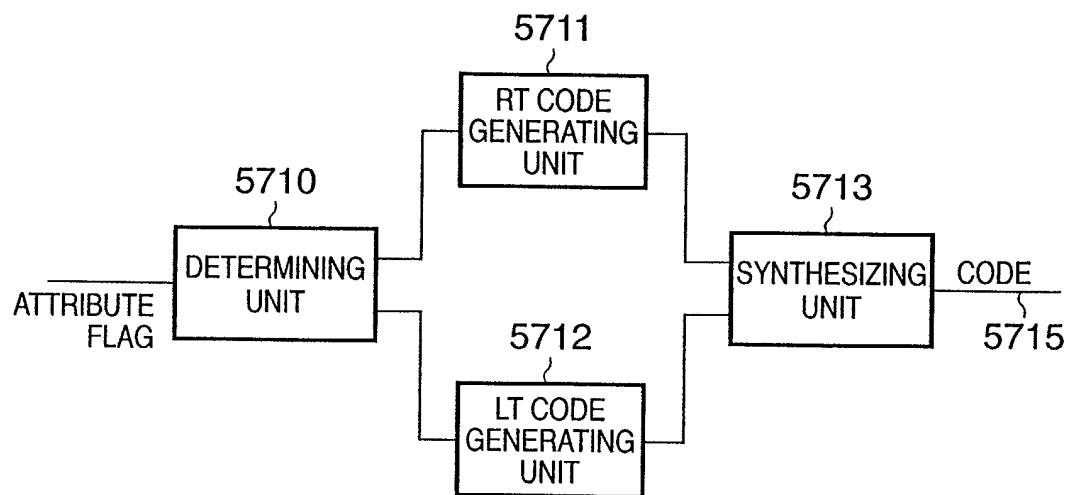 5711
RT CODE
GENERATING
UNIT
5710
DETERMINING
UNIT
ATTRIBUTE
FLAG
5713
SYNTHESIZING
UNIT
CODE
5715
5712
LT CODE
GENERATING
UNIT